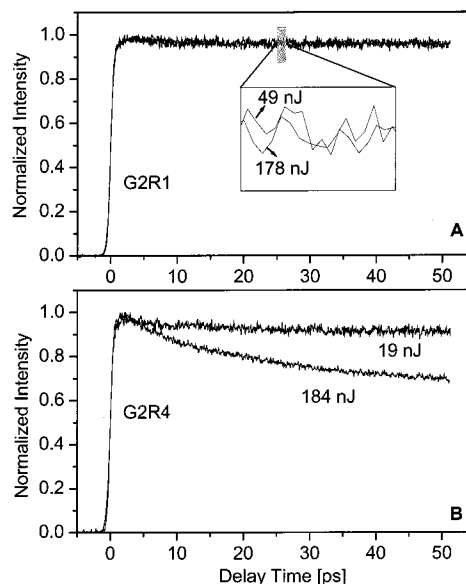 1.0
0.8
0.6
0.4
0.2
0.0
Normalized Intensity
49 nJ
178 nJ
G2R1
A
0 10 20 30 40 50
1.0
0.8
0.6
0.4
0.2
0.0
Normalized Intensity
19 nJ
184 nJ
G2R4
B
0 10 20 30 40 50
Delay Time [ps]